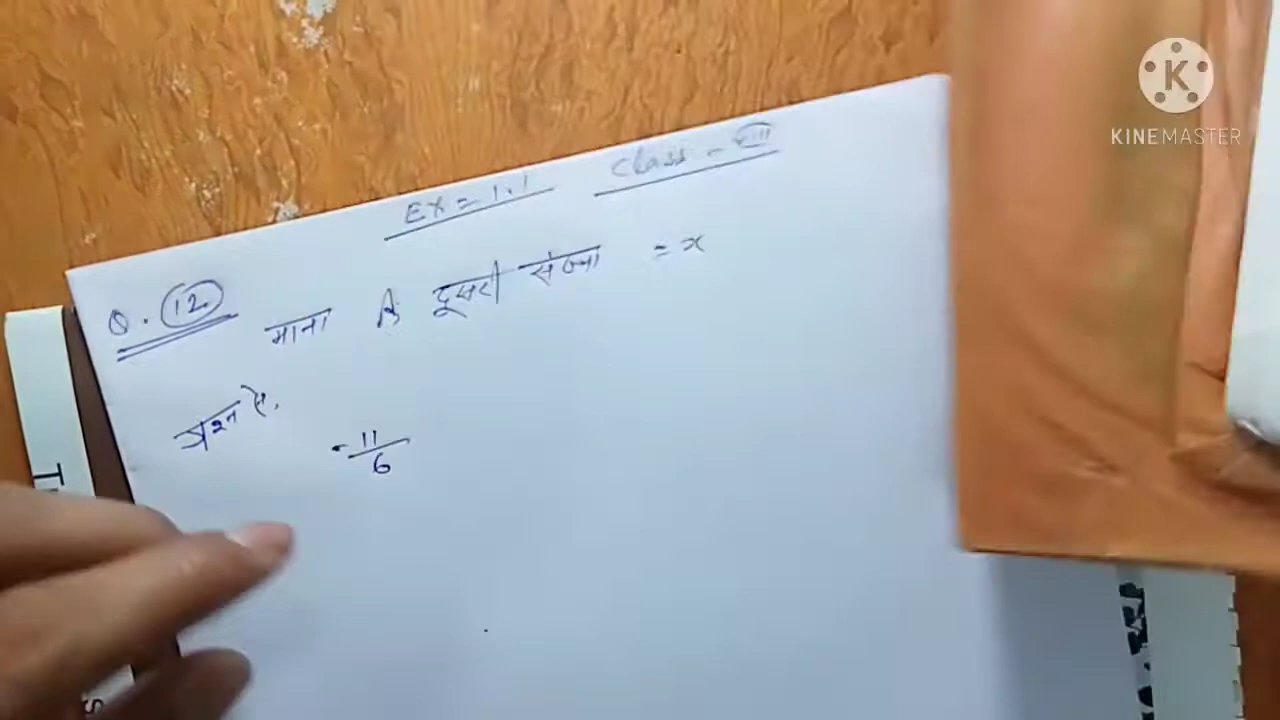 K
KINEMASTER
Ex = 1.1
Class - VIII
Q. 12.
माना कि दूसरी संख्या = x
प्रश्न से,
-11/6